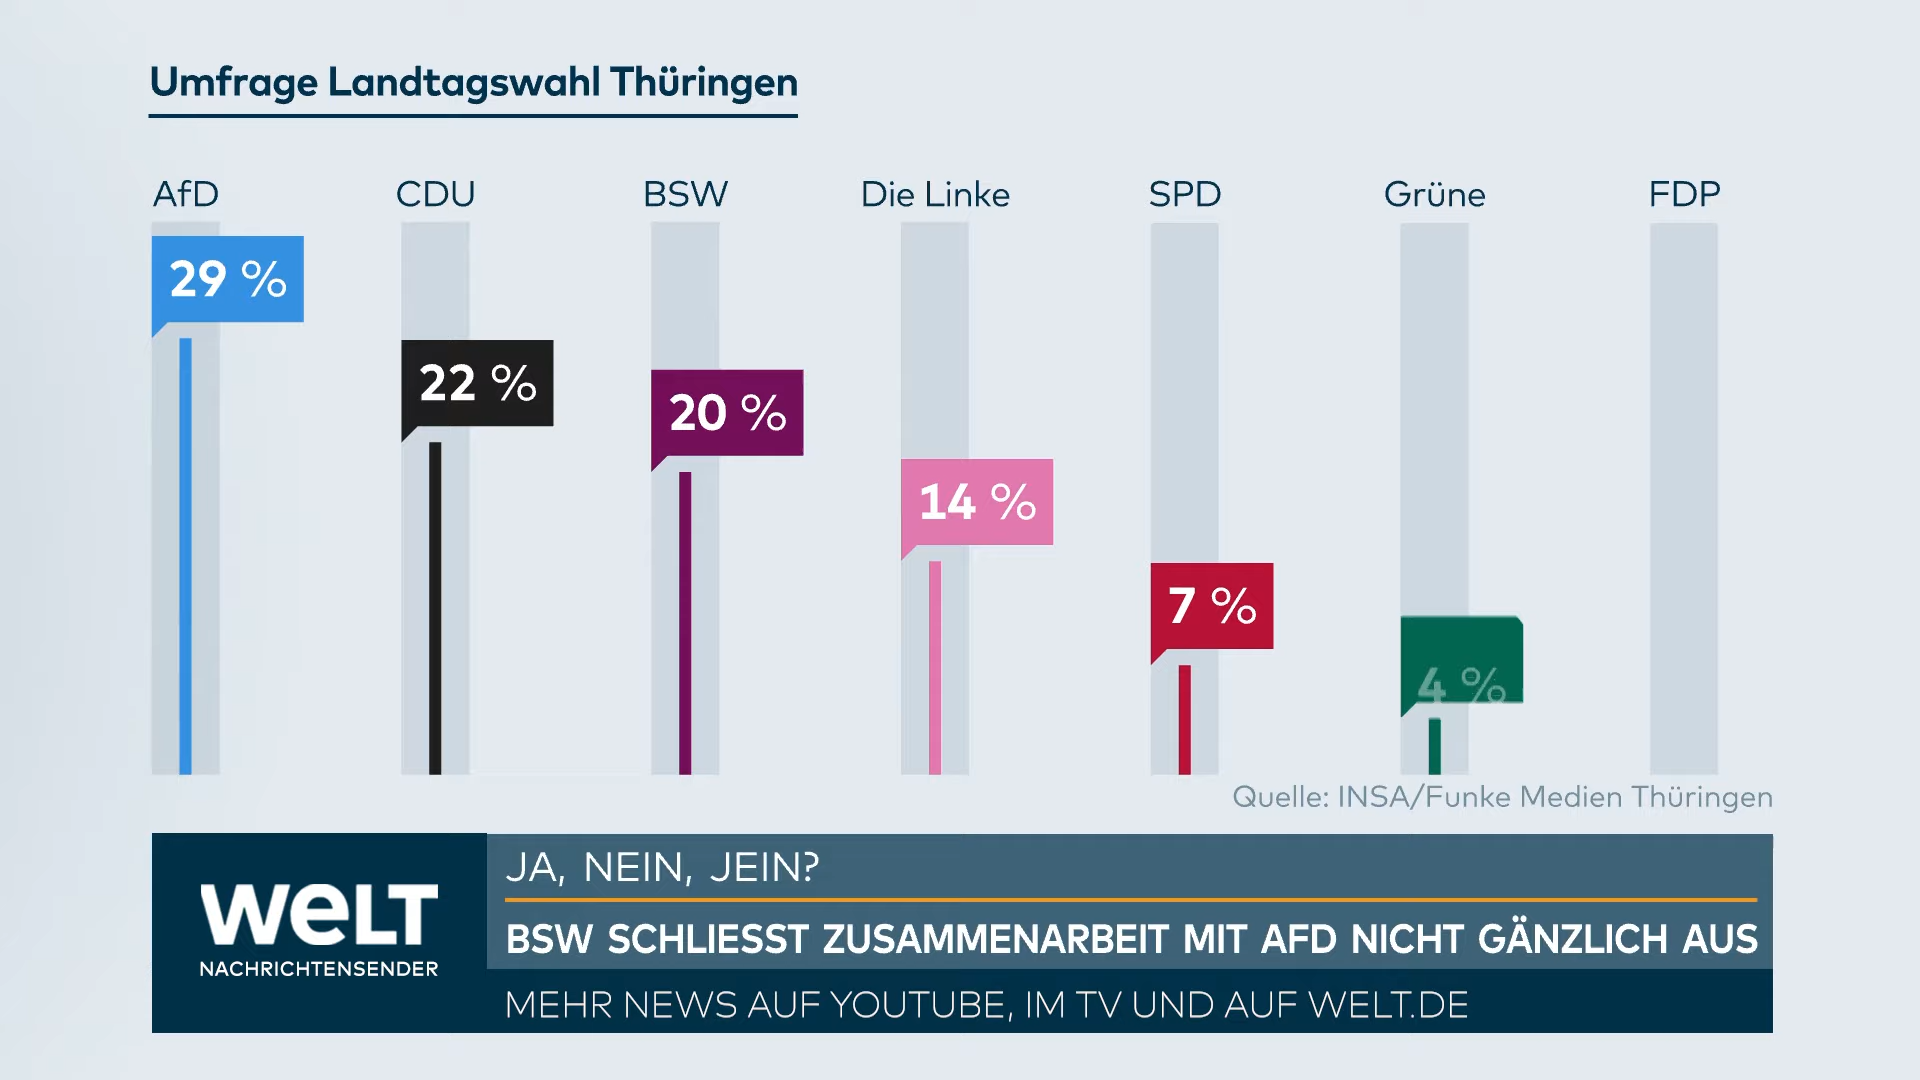 Umfrage Landtagswahl Thüringen
AfD CDU BSW Die Linke SPD Grüne FDP
29 %
22 %
20 %
14 %
7 %
4 %
Quelle: INSA/Funke Medien Thüringen
WELT
NACHRICHTENSENDER
JA, NEIN, JEIN?
BSW SCHLIESST ZUSAMMENARBEIT MIT AFD NICHT GÄNZLICH AUS
MEHR NEWS AUF YOUTUBE, IM TV UND AUF WELT.DE